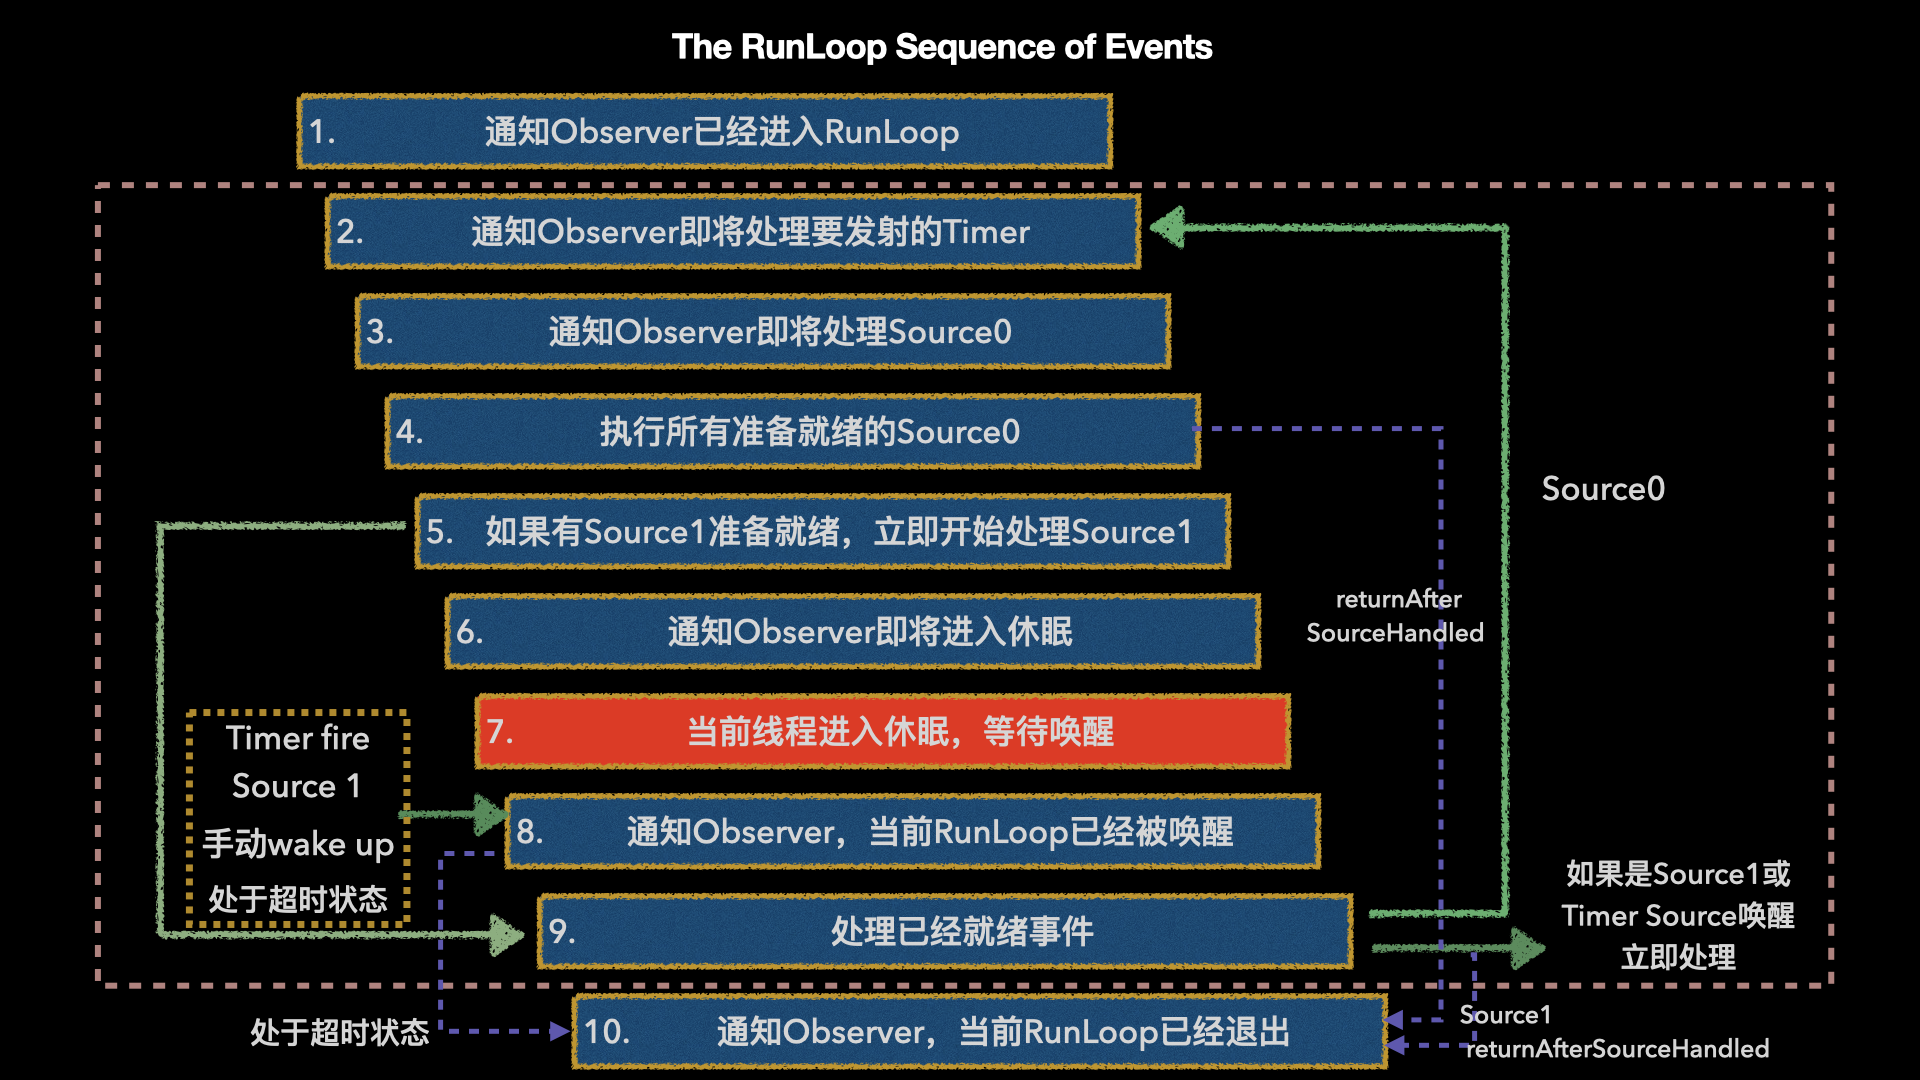 The RunLoop Sequence of Events
1. 通知Observer已经进入RunLoop
2. 通知Observer即将处理要发射的Timer
3. 通知Observer即将处理Source0
4. 执行所有准备就绪的Source0
Source0
5. 如果有Source1准备就绪，立即开始处理Source1
returnAfter
SourceHandled
6. 通知Observer即将进入休眠
7. 当前线程进入休眠，等待唤醒
Timer fire
Source 1
手动wake up
处于超时状态
8. 通知Observer，当前RunLoop已经被唤醒
9. 处理已经就绪事件
如果是Source1或
Timer Source唤醒
立即处理
处于超时状态
10. 通知Observer，当前RunLoop已经退出
Source1
returnAfterSourceHandled